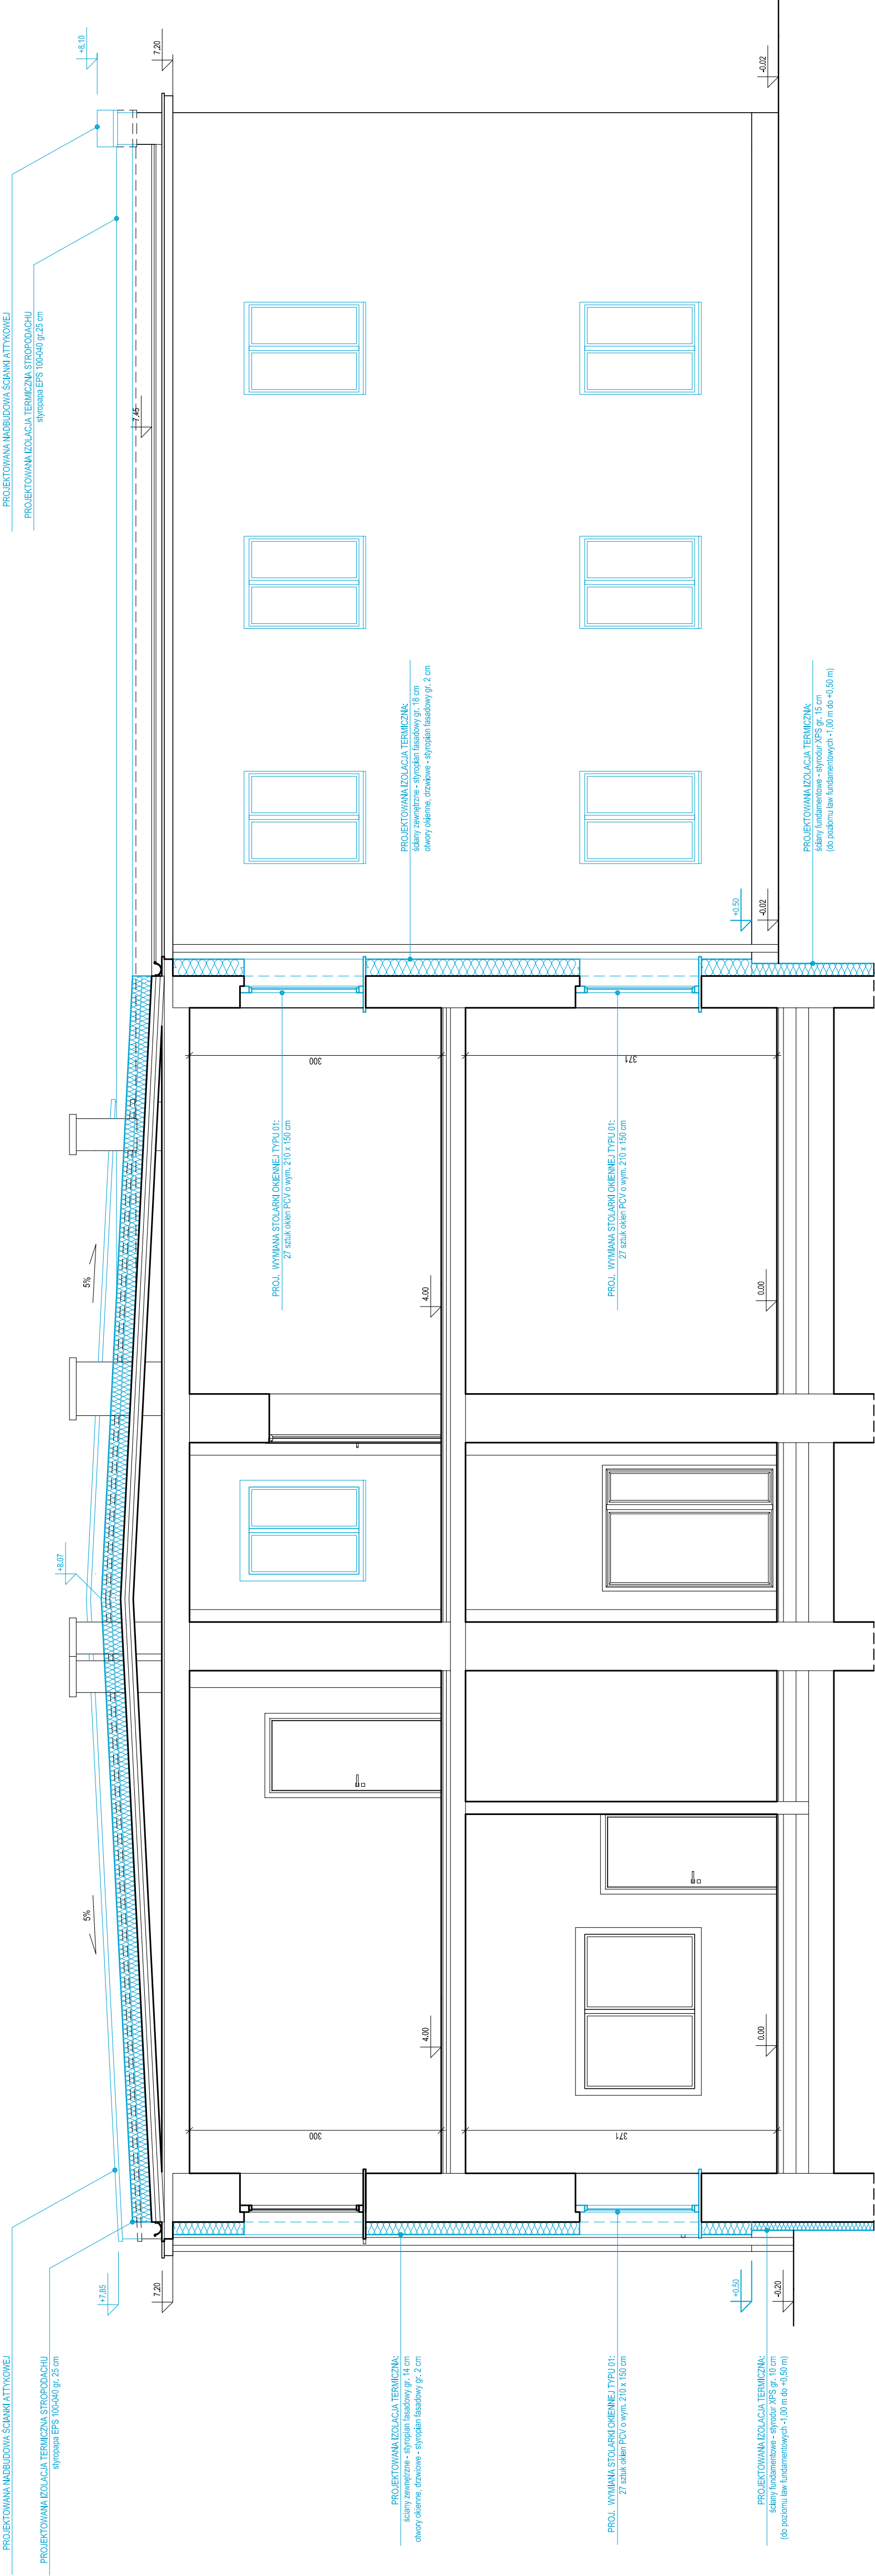 PROJEKTOWANA NADBUDOWA ŚCIANKI ATTYKOWEJ
PROJEKTOWANA IZOLACJA TERMICZNA STROPODACHU
styropapa EPS 100-040 gr. 25 cm
+7,85
7.20
5%
+8,07
5%
7,45
PROJEKTOWANA NADBUDOWA ŚCIANKI ATTYKOWEJ
PROJEKTOWANA IZOLACJA TERMICZNA STROPODACHU
styropapa EPS 100-040 gr.25 cm
+8,10
7.20
PROJEKTOWANA IZOLACJA TERMICZNA:
ściany zewnętrzne - styropian fasadowy gr. 14 cm
otwory okienne, drzwiowe - styropian fasadowy gr. 2 cm
300
4.00
PROJ. WYMIANA STOLARKI OKIENNEJ TYPU 01:
27 sztuk okien PCV o wym. 210 x 150 cm
4.00
300
PROJEKTOWANA IZOLACJA TERMICZNA:
ściany zewnętrzne - styropian fasadowy gr. 18 cm
otwory okienne, drzwiowe - styropian fasadowy gr. 2 cm
PROJ. WYMIANA STOLARKI OKIENNEJ TYPU 01:
27 sztuk okien PCV o wym. 210 x 150 cm
371
0.00
PROJ. WYMIANA STOLARKI OKIENNEJ TYPU 01:
27 sztuk okien PCV o wym. 210 x 150 cm
0.00
371
+0.50
-0.20
+0.50
-0.02
-0.02
PROJEKTOWANA IZOLACJA TERMICZNA:
ściany fundamentowe - styrodur XPS gr. 10 cm
(do poziomu ław fundamentowych -1,00 m do +0,50 m)
PROJEKTOWANA IZOLACJA TERMICZNA:
ściany fundamentowe - styrodur XPS gr. 15 cm
(do poziomu ław fundamentowych -1,00 m do +0,50 m)